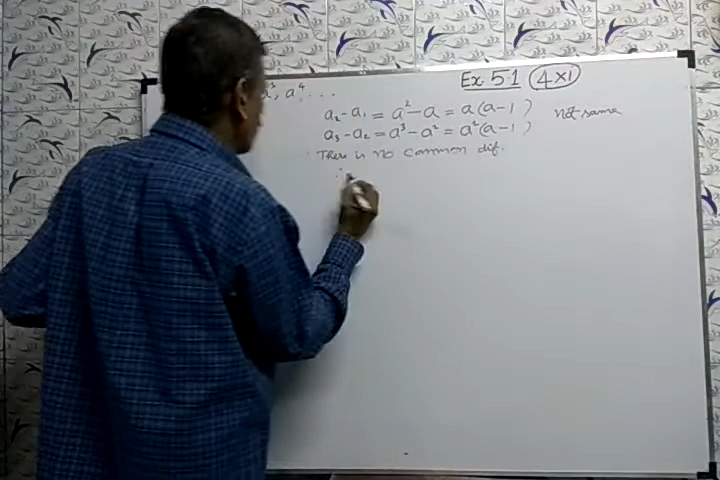 Ex 5.1 (4 xi)
a³, a⁴, ...
a₂ - a₁ = a² - a = a(a-1) not same
a₃ - a₂ = a³ - a² = a²(a-1)
There is no common dif.